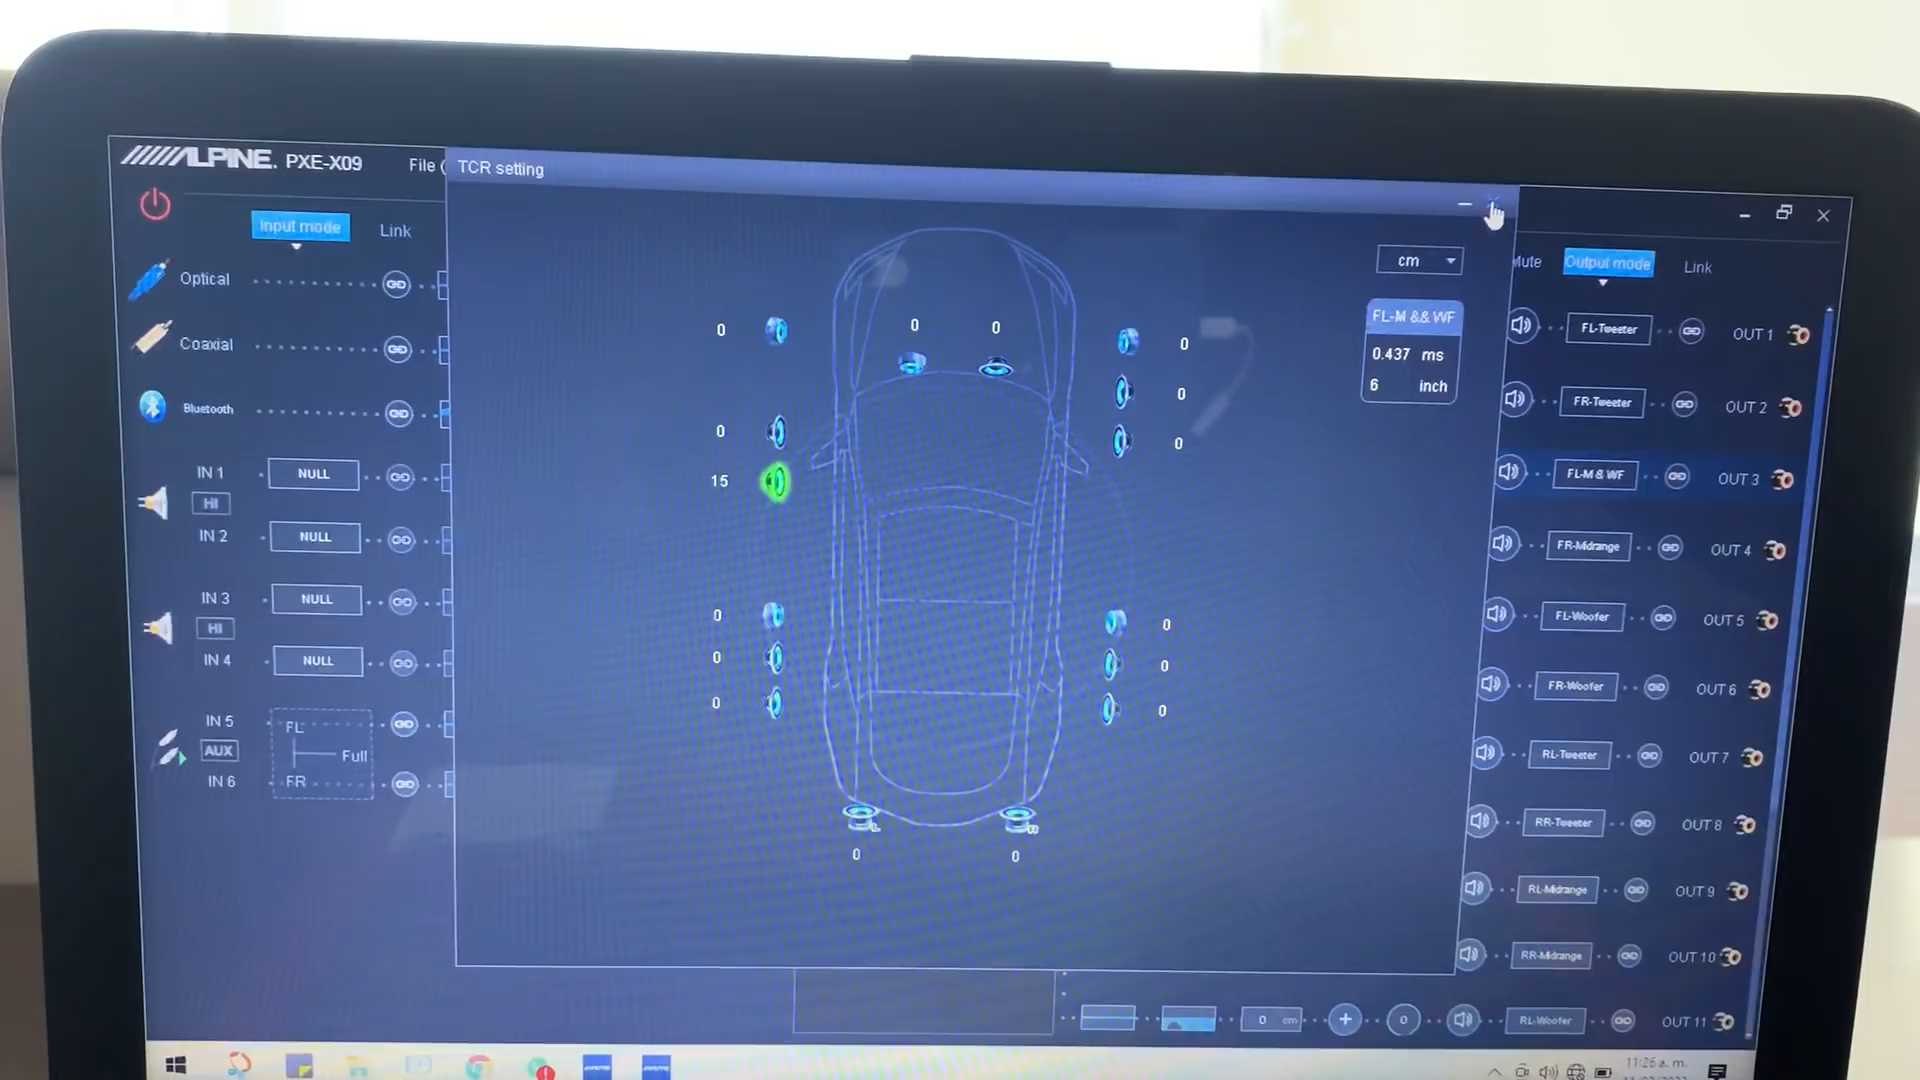 ALPINE. PXE-X09
File (
TCR setting
Input mode
Link
Optical
Coaxial
Bluetooth
IN 1
NULL
HI
IN 2
NULL
IN 3
NULL
HI
IN 4
NULL
IN 5
FL
AUX
Full
IN 6
FR
cm
FL-M && WF
0.437 ms
6 inch
0
0
0
0
0
0
0
15
0
0
0
0
0
0
0
0
L
R
Mute
Output mode
Link
FL-Tweeter
OUT 1
FR-Tweeter
OUT 2
FL-M & WF
OUT 3
FR-Midrange
OUT 4
FL-Woofer
OUT 5
FR-Woofer
OUT 6
RL-Tweeter
OUT 7
RR-Tweeter
OUT 8
RL-Midrange
OUT 9
RR-Midrange
OUT 10
0 cm
0
RL-Woofer
OUT 11
11:26 a. m.